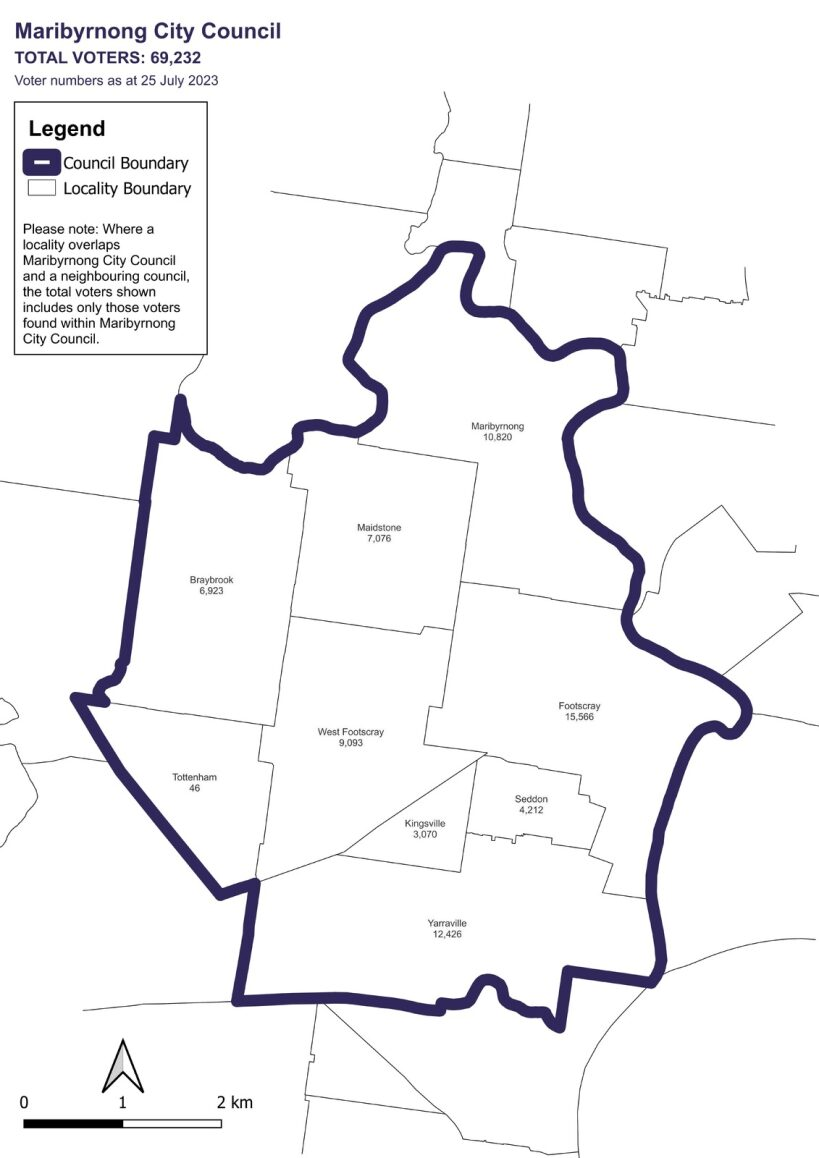 Maribyrnong City Council
TOTAL VOTERS: 69,232
Voter numbers as at 25 July 2023
Legend
Council Boundary
Locality Boundary
Please note: Where a
locality overlaps
Maribyrnong City Council
and a neighbouring council,
the total voters shown
includes only those voters
found within Maribyrnong
City Council.
Maribyrnong
10,820
Maidstone
7,076
Braybrook
6,923
Footscray
15,566
West Footscray
9,093
Tottenham
46
Seddon
4,212
Kingsville
3,070
Yarraville
12,426
0 1 2 km